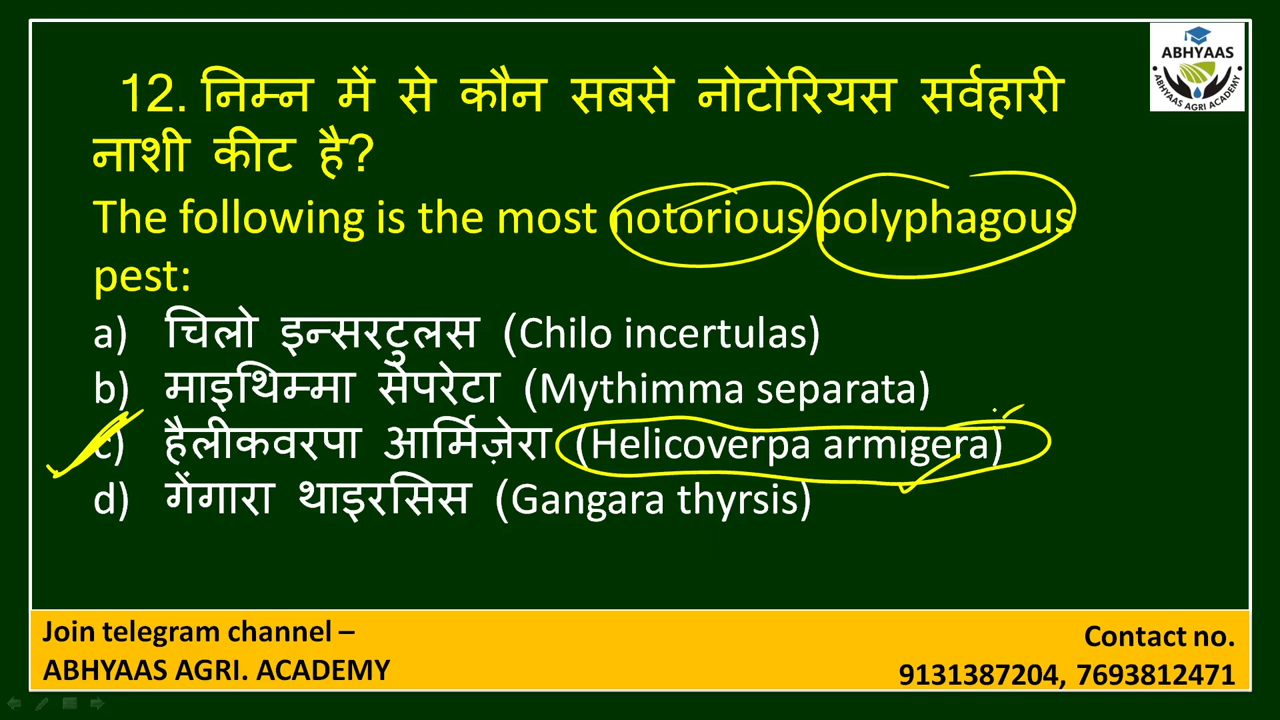 ABHYAAS
ABHYAAS AGRI ACADEMY
12. निम्न में से कौन सबसे नोटोरियस सर्वहारी
नाशी कीट है?
The following is the most notorious polyphagous
pest:
a) चिलो इन्सरटुलस (Chilo incertulas)
b) माइथिम्मा सेपरेटा (Mythimma separata)
c) हैलीकवरपा आर्मिज़ेरा (Helicoverpa armigera)
d) गेंगारा थाइरसिस (Gangara thyrsis)
Join telegram channel –
ABHYAAS AGRI. ACADEMY
Contact no.
9131387204, 7693812471